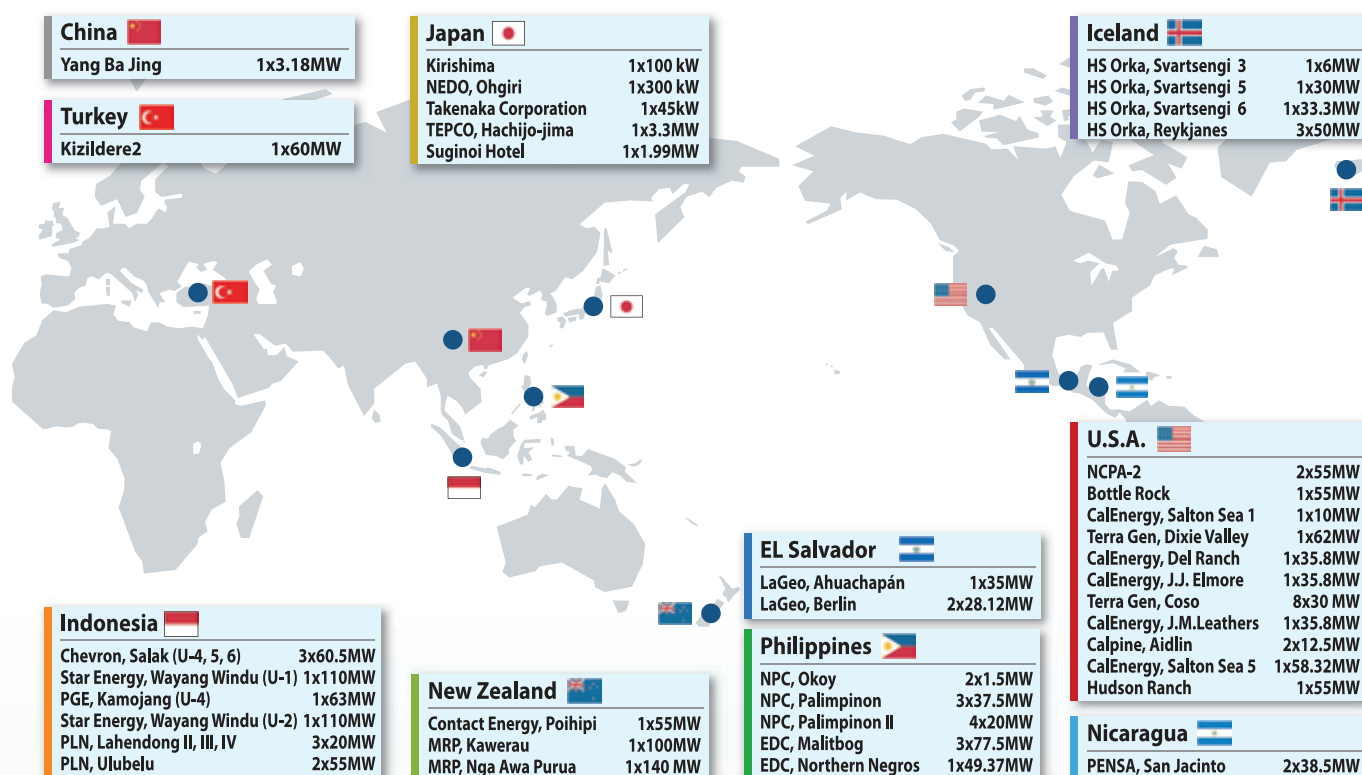 China
Yang Ba Jing 1x3.18MW
Turkey
Kizildere2 1x60MW
Japan
Kirishima 1x100 kW
NEDO, Ohgiri 1x300 kW
Takenaka Corporation 1x45kW
TEPCO, Hachijo-jima 1x3.3MW
Suginoi Hotel 1x1.99MW
Iceland
HS Orka, Svartsengi 3 1x6MW
HS Orka, Svartsengi 5 1x30MW
HS Orka, Svartsengi 6 1x33.3MW
HS Orka, Reykjanes 3x50MW
U.S.A.
NCPA-2 2x55MW
Bottle Rock 1x55MW
CalEnergy, Salton Sea 1 1x10MW
Terra Gen, Dixie Valley 1x62MW
CalEnergy, Del Ranch 1x35.8MW
CalEnergy, J.J. Elmore 1x35.8MW
Terra Gen, Coso 8x30 MW
CalEnergy, J.M.Leathers 1x35.8MW
Calpine, Aidlin 2x12.5MW
CalEnergy, Salton Sea 5 1x58.32MW
Hudson Ranch 1x55MW
EL Salvador
LaGeo, Ahuachapán 1x35MW
LaGeo, Berlin 2x28.12MW
Indonesia
Chevron, Salak (U-4, 5, 6) 3x60.5MW
Star Energy, Wayang Windu (U-1) 1x110MW
PGE, Kamojang (U-4) 1x63MW
Star Energy, Wayang Windu (U-2) 1x110MW
PLN, Lahendong II, III, IV 3x20MW
PLN, Ulubelu 2x55MW
New Zealand
Contact Energy, Poihipi 1x55MW
MRP, Kawerau 1x100MW
MRP, Nga Awa Purua 1x140 MW
Philippines
NPC, Okoy 2x1.5MW
NPC, Palimpinon 3x37.5MW
NPC, Palimpinon II 4x20MW
EDC, Malitbog 3x77.5MW
EDC, Northern Negros 1x49.37MW
Nicaragua
PENSA, San Jacinto 2x38.5MW